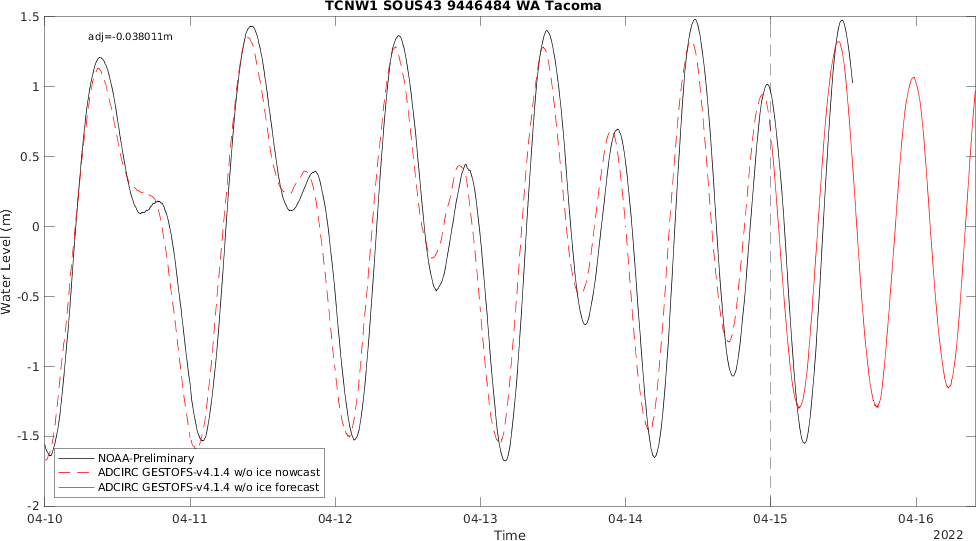 TCNW1 SOUS43 9446484 WA Tacoma
adj=-0.038011m
1.5
1
0.5
0
-0.5
-1
-1.5
-2
Water Level (m)
NOAA-Preliminary
ADCIRC GESTOFS-v4.1.4 w/o ice nowcast
ADCIRC GESTOFS-v4.1.4 w/o ice forecast
04-10 04-11 04-12 04-13 04-14 04-15 04-16
Time
2022